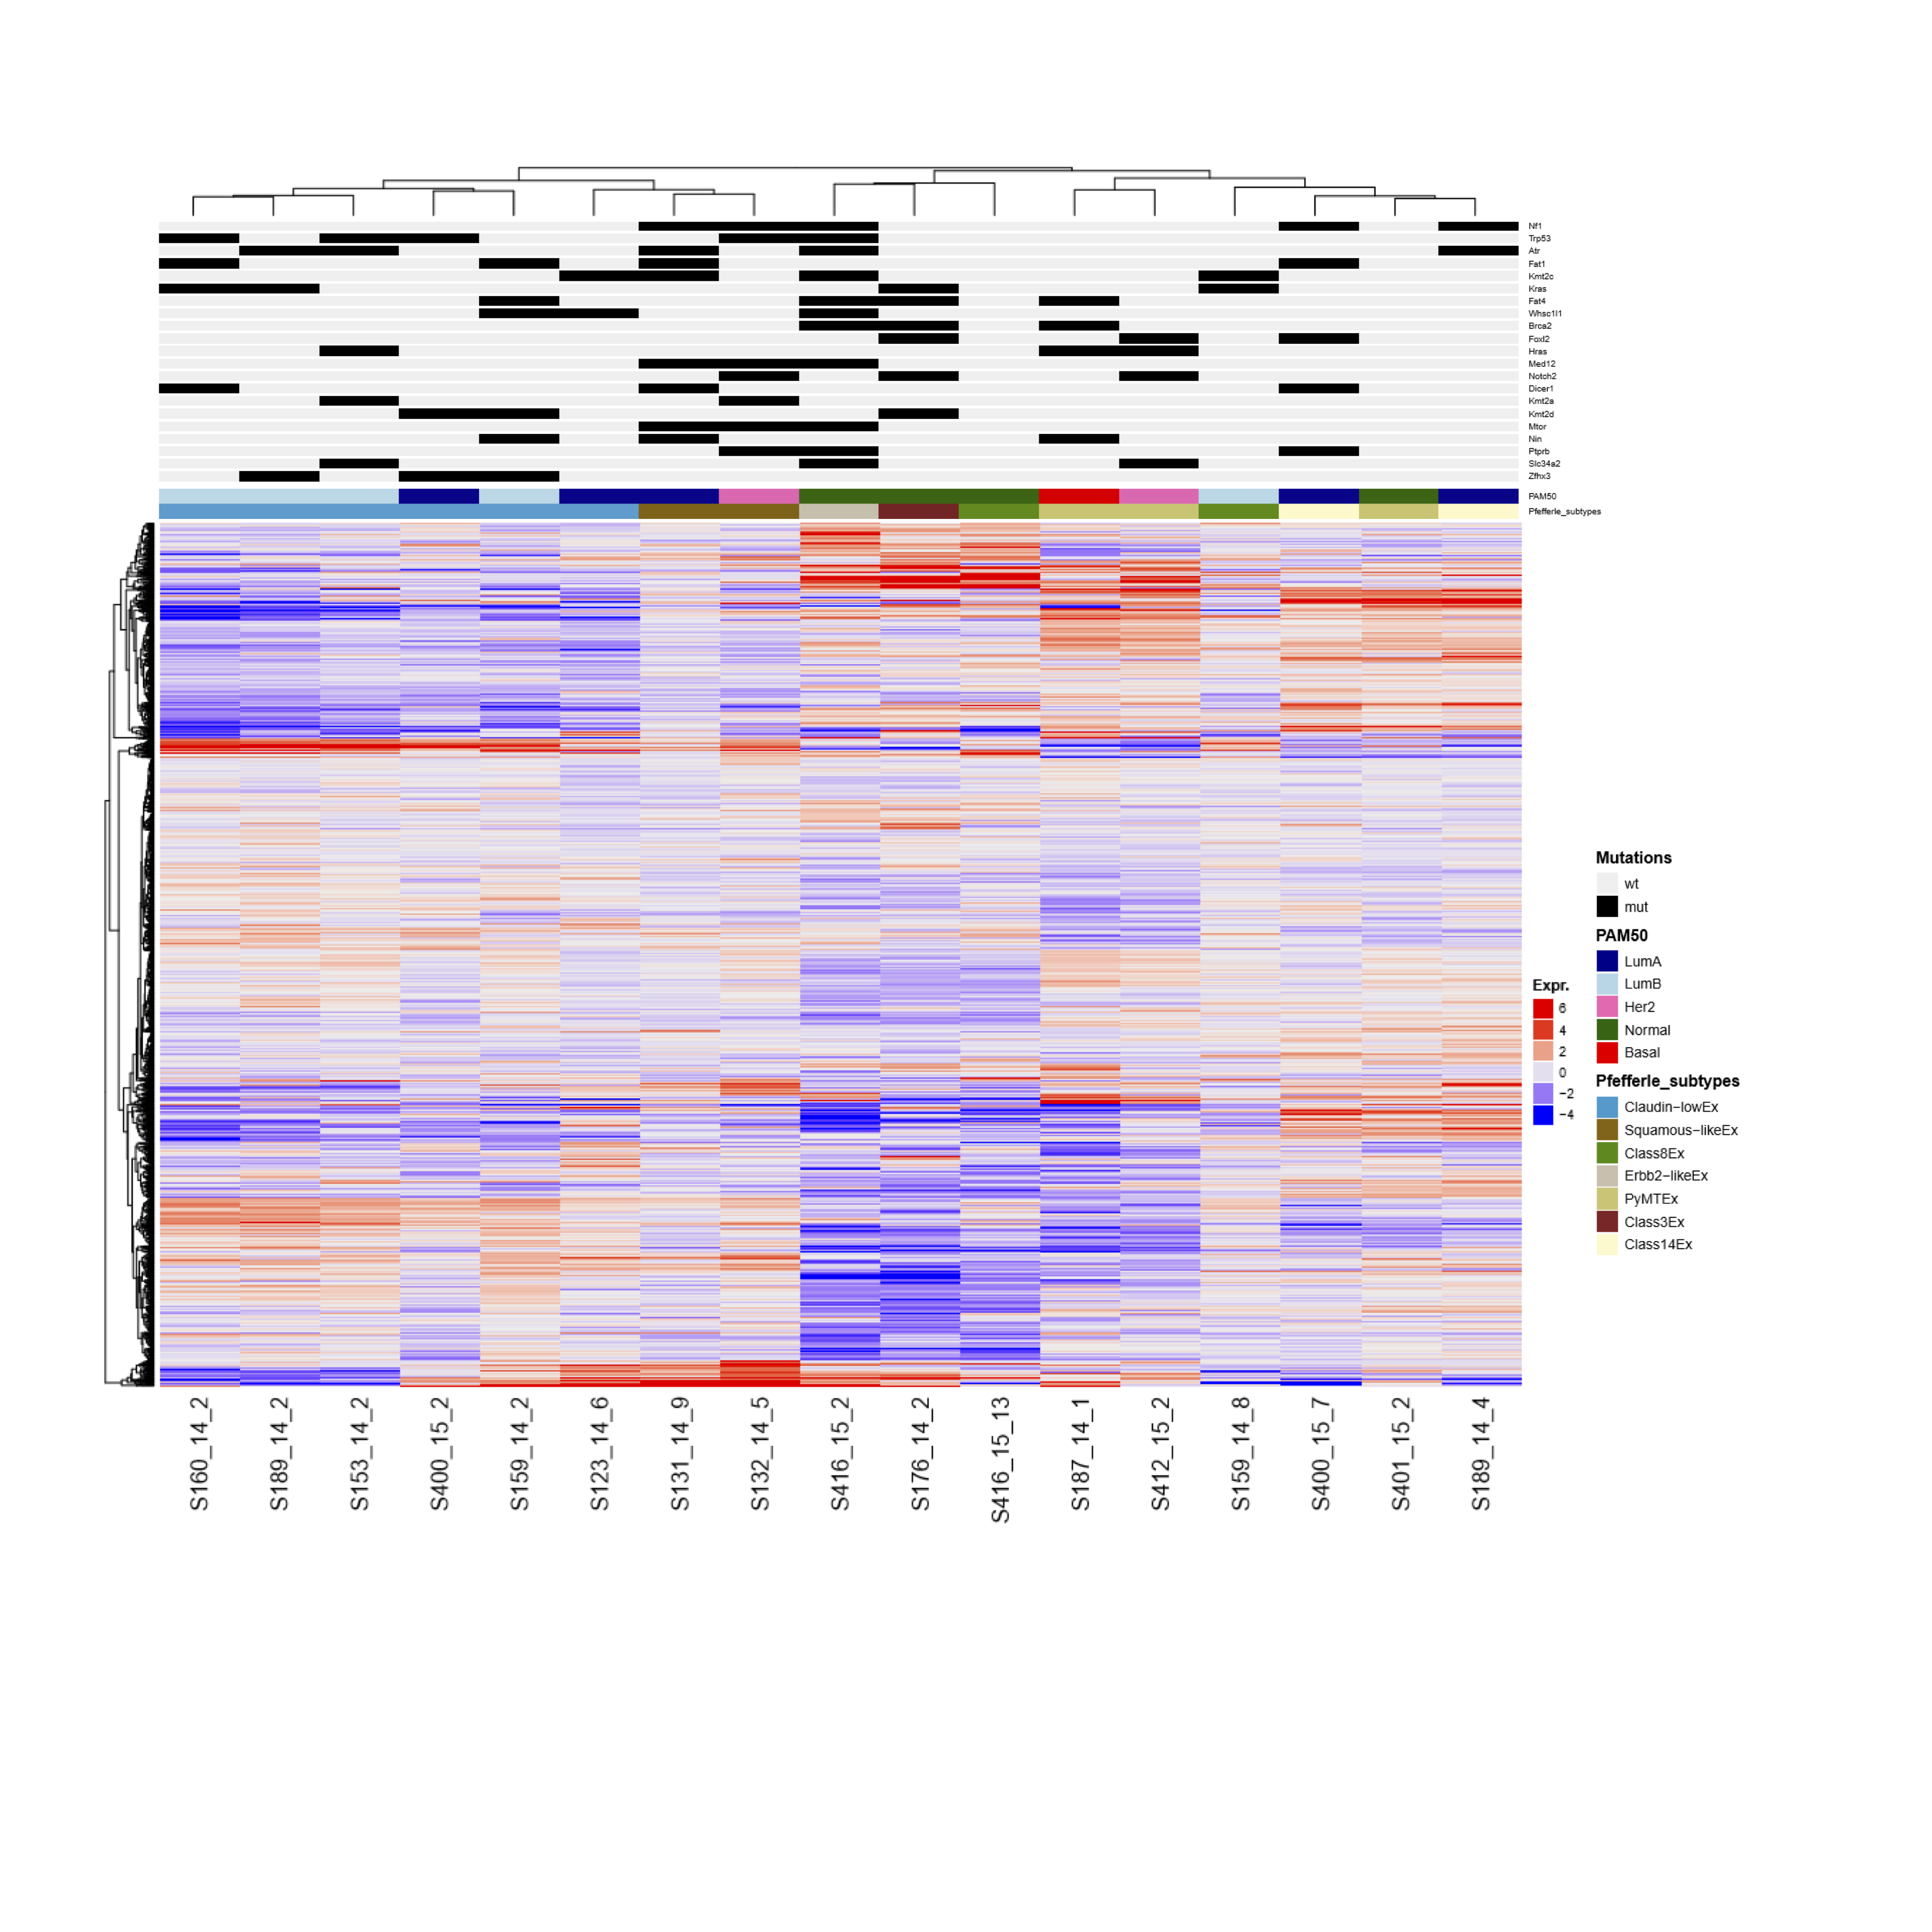 Nf1
Trp53
Atr
Fat1
Kmt2c
Kras
Fat4
Whsc1l1
Brca2
Foxl2
Hras
Med12
Notch2
Dicer1
Kmt2a
Kmt2d
Mtor
Nin
Ptprb
Slc34a2
Zfhx3
PAM50
Pfefferle_subtypes
Mutations
wt
mut
PAM50
LumA
LumB
Her2
Normal
Basal
Expr.
6
4
2
0
−2
−4
Pfefferle_subtypes
Claudin−lowEx
Squamous−likeEx
Class8Ex
Erbb2−likeEx
PyMTEx
Class3Ex
Class14Ex
S160_14_2
S189_14_2
S153_14_2
S400_15_2
S159_14_2
S123_14_6
S131_14_9
S132_14_5
S416_15_2
S176_14_2
S416_15_13
S187_14_1
S412_15_2
S159_14_8
S400_15_7
S401_15_2
S189_14_4